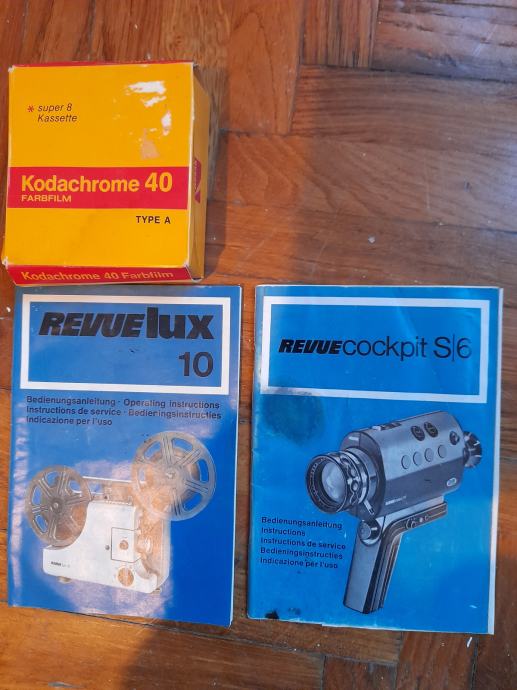 * super 8
Kassette
Kodachrome 40
FARBFILM
TYPE A
Kodachrome 40 Farbfilm
REVUElux
10
Bedienungsanleitung · Operating instructions
Instructions de service · Bedieningsinstructies
Indicazione per l'uso
REVUEcockpit S|6
Bedienungsanleitung
Instructions
Instructions de service
Bedieningsinstructies
Indicazione per l'uso